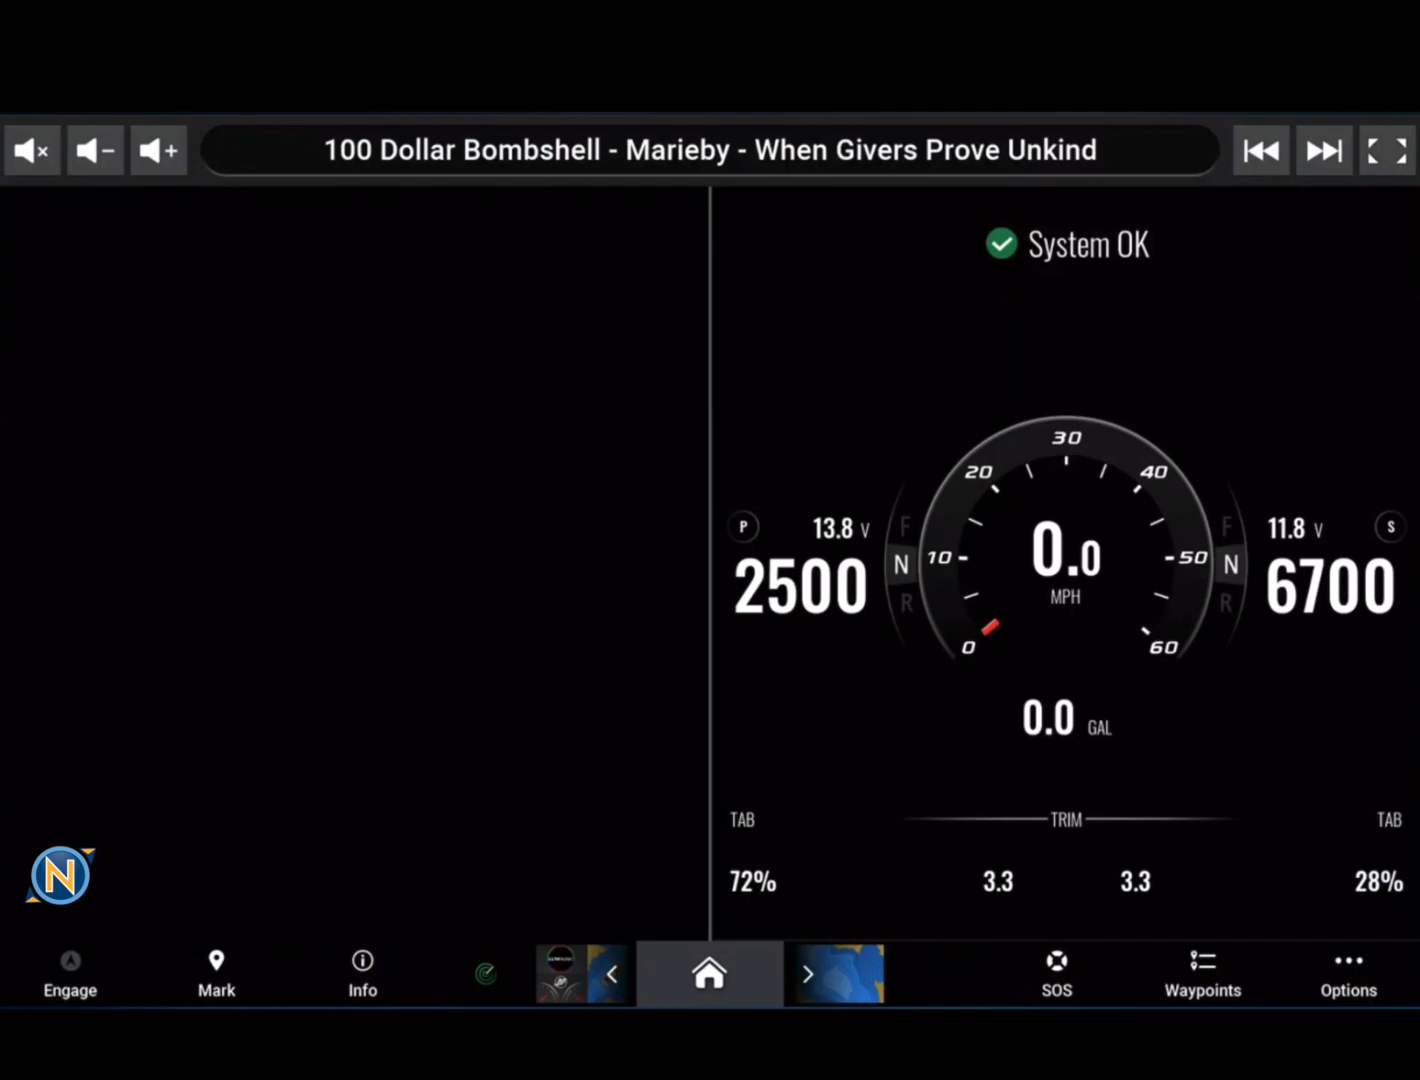 100 Dollar Bombshell - Marieby - When Givers Prove Unkind
System OK
30
20 40
10 50
0 60
P 13.8 V
2500
F
N
R
0.0
MPH
F
N
R
11.8 V S
6700
0.0 GAL
TAB TRIM TAB
72% 3.3 3.3 28%
N
Engage Mark Info SOS Waypoints Options